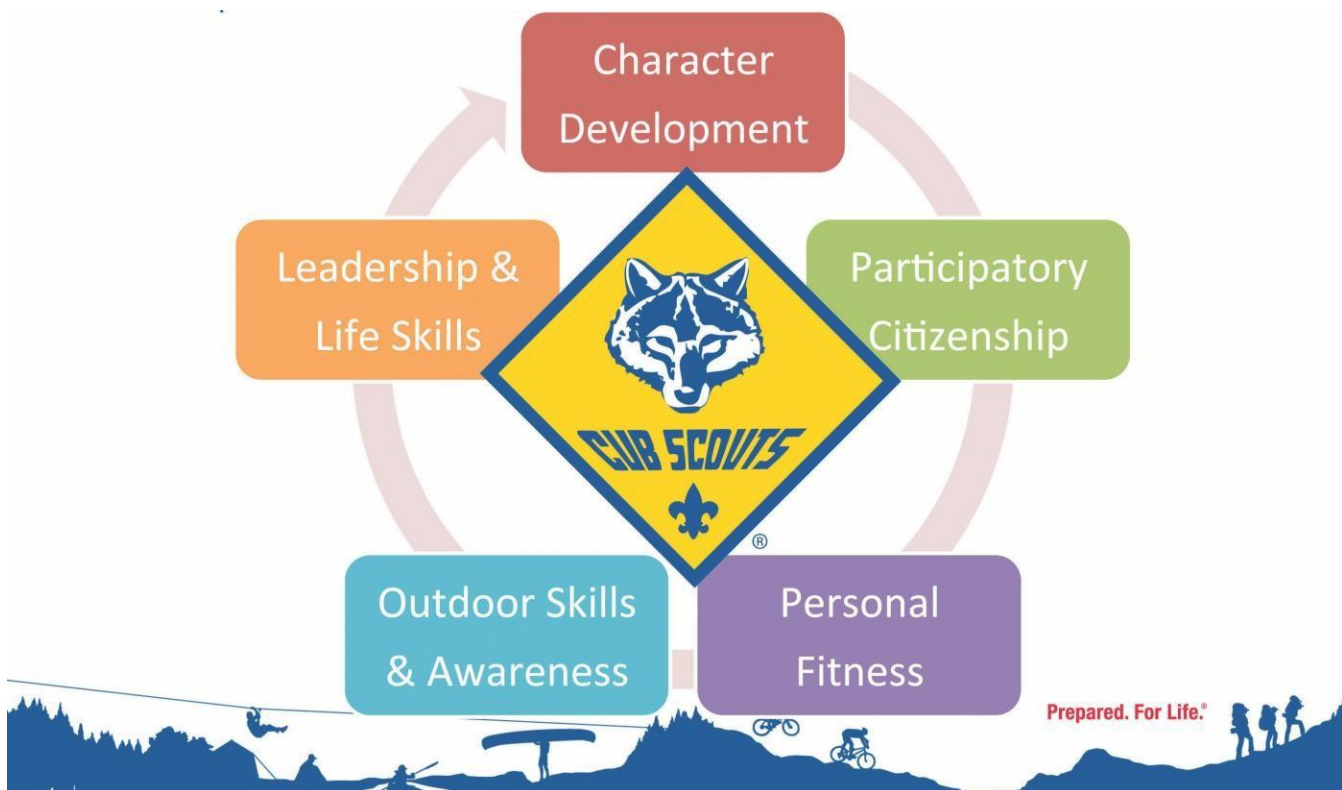 Character
Development
Leadership &
Life Skills
Participatory
Citizenship
CUB SCOUTS
®
Outdoor Skills
& Awareness
Personal
Fitness
Prepared. For Life.®